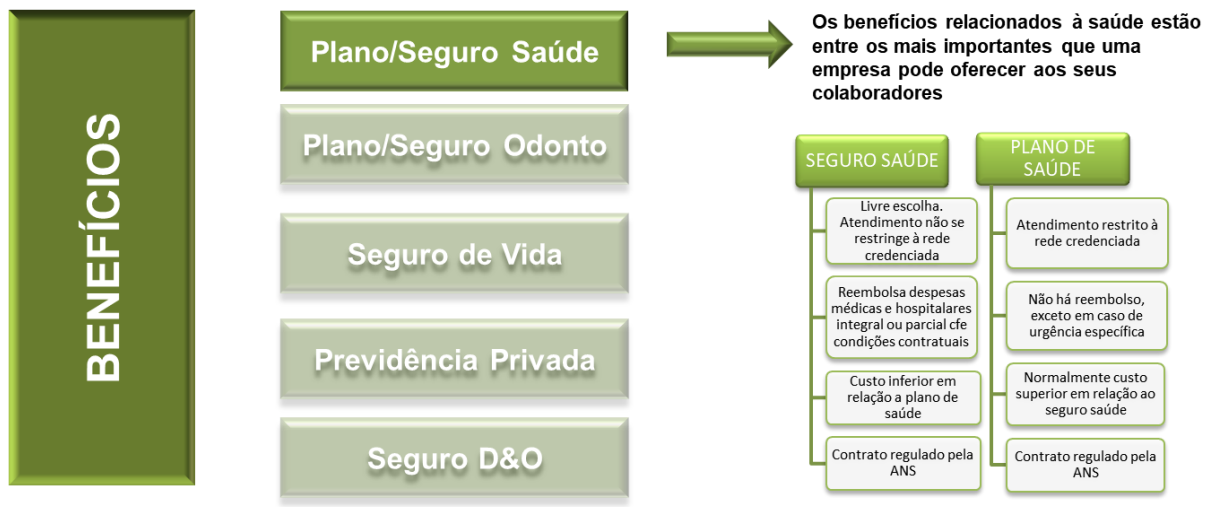 BENEFÍCIOS
Plano/Seguro Saúde
Plano/Seguro Odonto
Seguro de Vida
Previdência Privada
Seguro D&O
Os benefícios relacionados à saúde estão
entre os mais importantes que uma
empresa pode oferecer aos seus
colaboradores
SEGURO SAÚDE
Livre escolha.
Atendimento não se
restringe à rede
credenciada
Reembolsa despesas
médicas e hospitalares
integral ou parcial cfe
condições contratuais
Custo inferior em
relação a plano de
saúde
Contrato regulado pela
ANS
PLANO DE
SAÚDE
Atendimento restrito à
rede credenciada
Não há reembolso,
exceto em caso de
urgência específica
Normalmente custo
superior em relação ao
seguro saúde
Contrato regulado pela
ANS